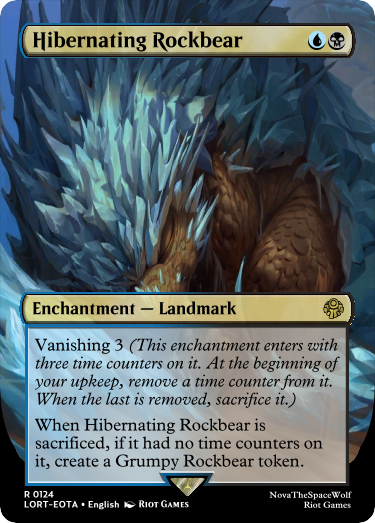 Hibernating Rockbear
Enchantment — Landmark
Vanishing 3 (This enchantment enters with
three time counters on it. At the beginning of
your upkeep, remove a time counter from it.
When the last is removed, sacrifice it.)
When Hibernating Rockbear is
sacrificed, if it had no time counters on
it, create a Grumpy Rockbear token.
R 0124
NovaTheSpaceWolf
LORT-EOTA • English Riot Games
Riot Games